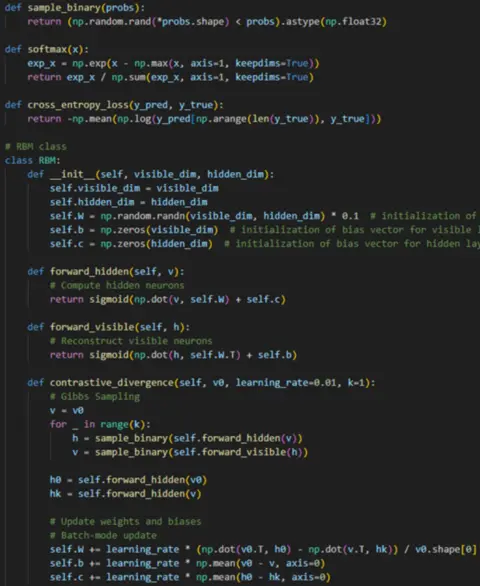 def sample_binary(probs):
    return (np.random.rand(*probs.shape) < probs).astype(np.float32)

def softmax(x):
    exp_x = np.exp(x - np.max(x, axis=1, keepdims=True))
    return exp_x / np.sum(exp_x, axis=1, keepdims=True)

def cross_entropy_loss(y_pred, y_true):
    return -np.mean(np.log(y_pred[np.arange(len(y_true)), y_true]))

# RBM class
class RBM:
    def __init__(self, visible_dim, hidden_dim):
        self.visible_dim = visible_dim
        self.hidden_dim = hidden_dim
        self.W = np.random.randn(visible_dim, hidden_dim) * 0.1  # initialization of
        self.b = np.zeros(visible_dim)  # initialization of bias vector for visible l
        self.c = np.zeros(hidden_dim)  # initialization of bias vector for hidden lay

    def forward_hidden(self, v):
        # Compute hidden neurons
        return sigmoid(np.dot(v, self.W) + self.c)

    def forward_visible(self, h):
        # Reconstruct visible neurons
        return sigmoid(np.dot(h, self.W.T) + self.b)

    def contrastive_divergence(self, v0, learning_rate=0.01, k=1):
        # Gibbs Sampling
        v = v0
        for _ in range(k):
            h = sample_binary(self.forward_hidden(v))
            v = sample_binary(self.forward_visible(h))

        h0 = self.forward_hidden(v0)
        hk = self.forward_hidden(v)

        # Update weights and biases
        # Batch-mode update
        self.W += learning_rate * (np.dot(v0.T, h0) - np.dot(v.T, hk)) / v0.shape[0]
        self.b += learning_rate * np.mean(v0 - v, axis=0)
        self.c += learning_rate * np.mean(h0 - hk, axis=0)